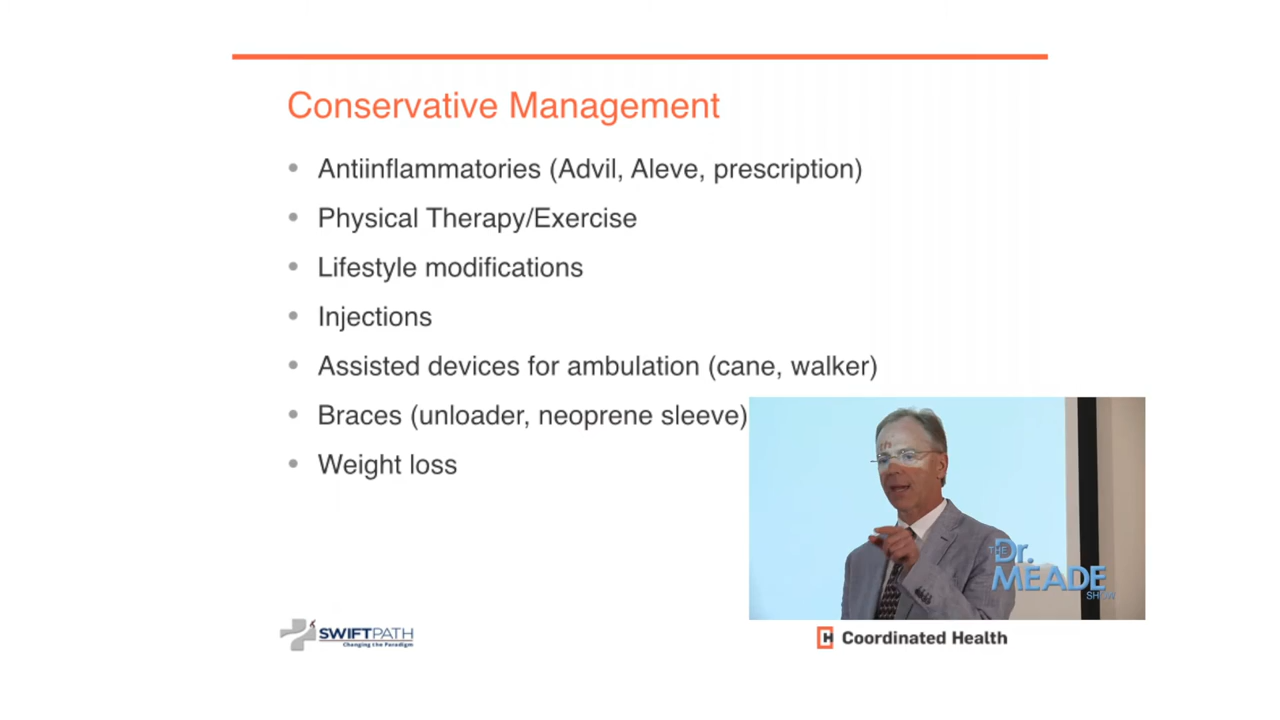 Conservative Management
• Antiinflammatories (Advil, Aleve, prescription)
• Physical Therapy/Exercise
• Lifestyle modifications
• Injections
• Assisted devices for ambulation (cane, walker)
• Braces (unloader, neoprene sleeve)
• Weight loss
THE Dr.
MEADE
SHOW
SWIFTPATH
Changing the Paradigm
Coordinated Health